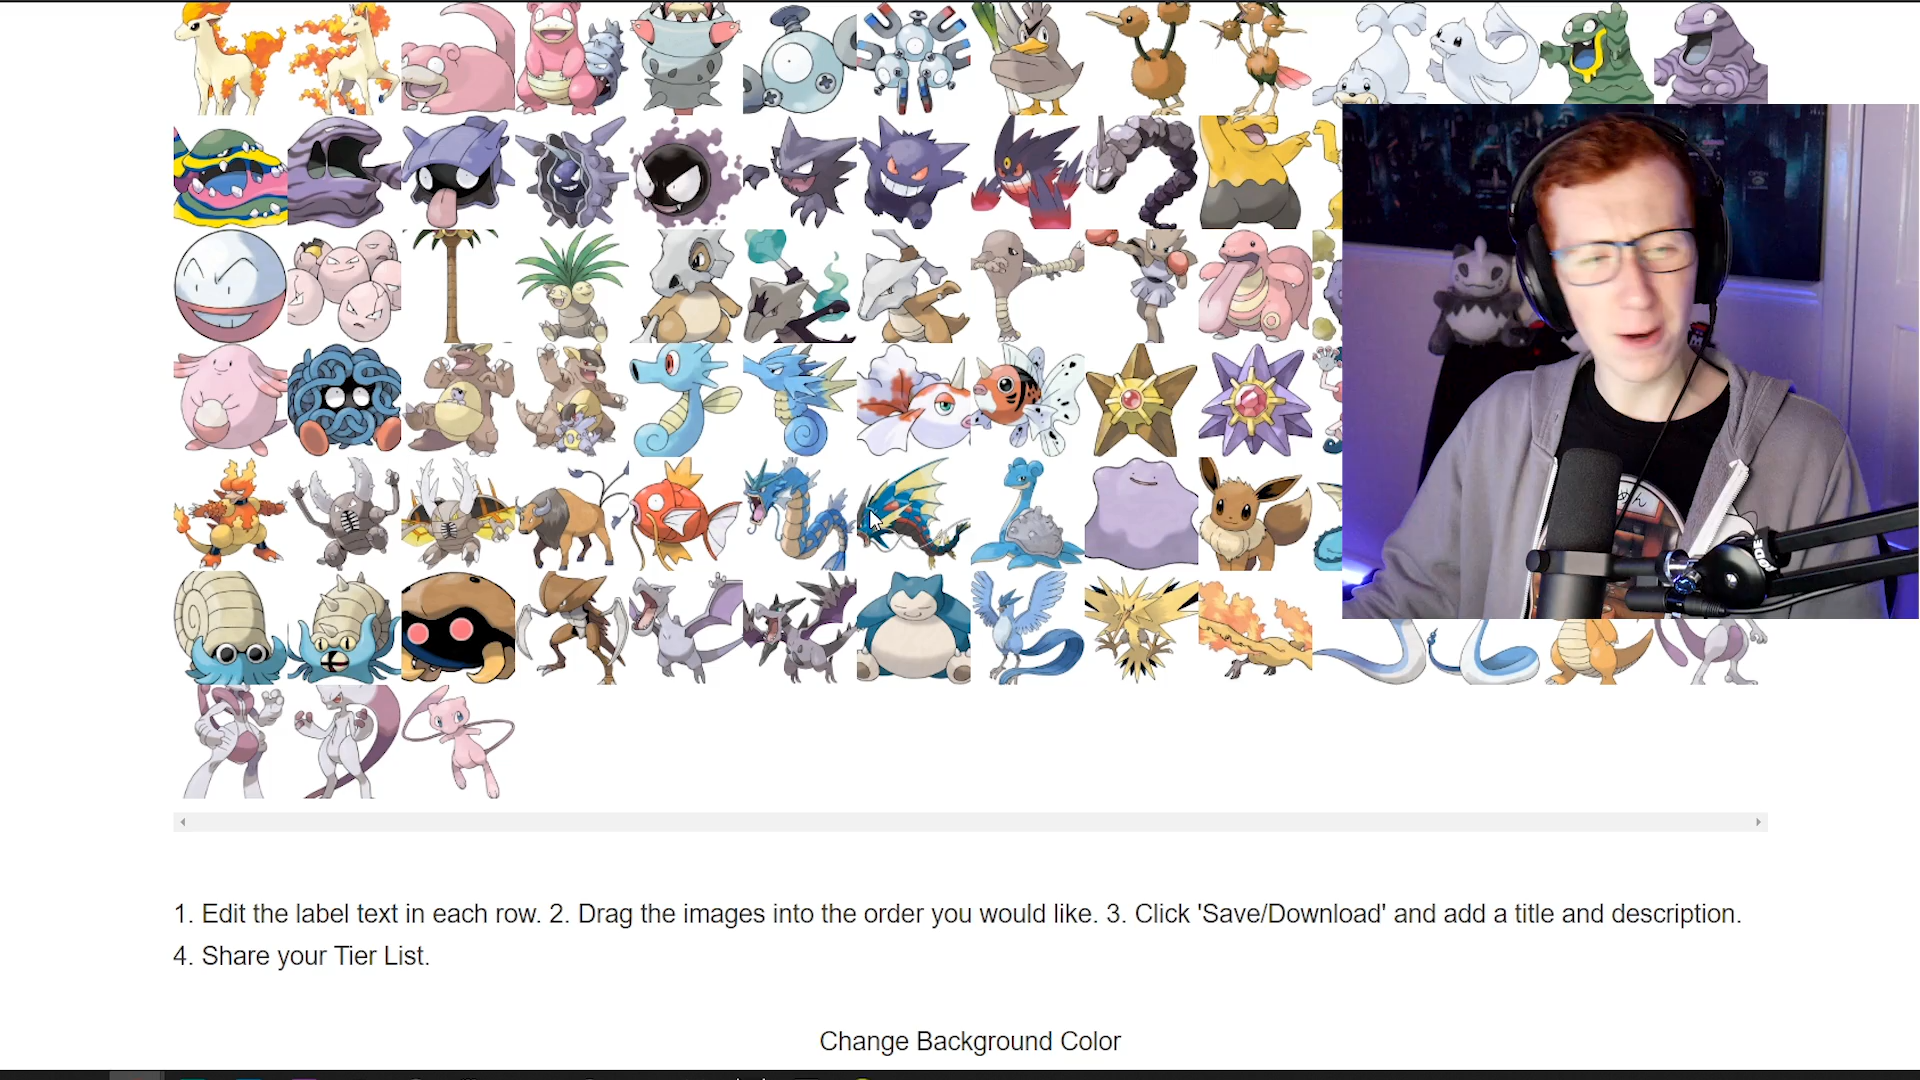 1. Edit the label text in each row. 2. Drag the images into the order you would like. 3. Click 'Save/Download' and add a title and description.
4. Share your Tier List.
Change Background Color